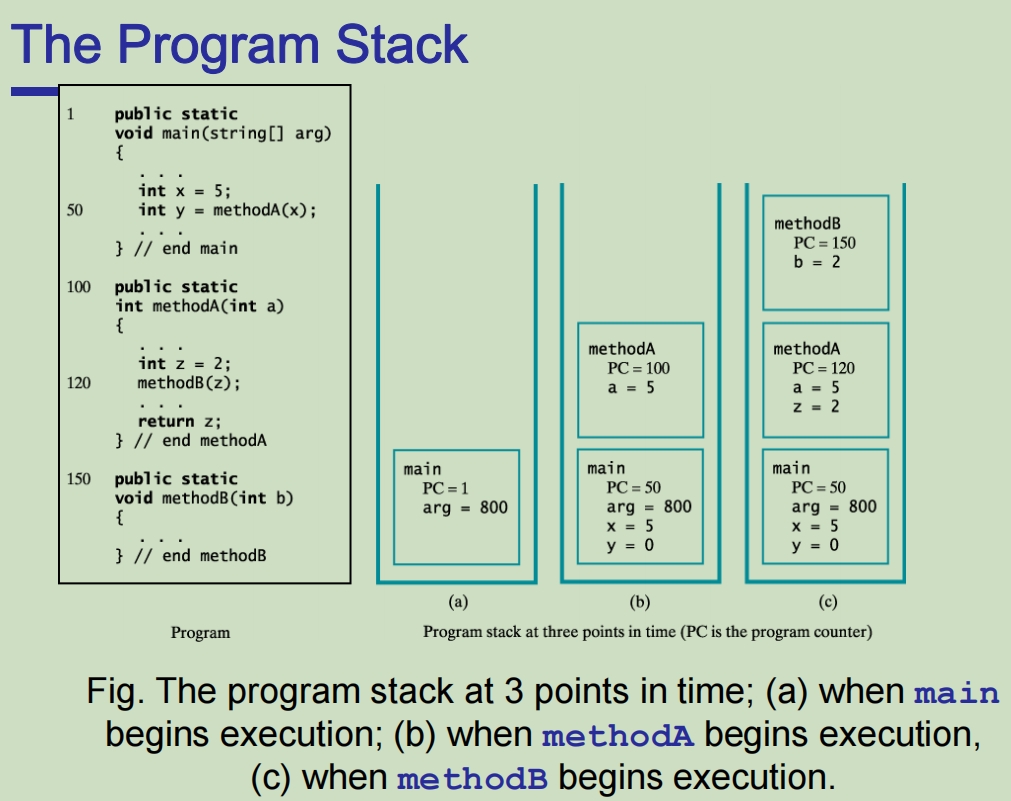 The Program Stack
1 public static
void main(string[] arg)
{
. . .
int x = 5;
50 int y = methodA(x);
. . .
} // end main
100 public static
int methodA(int a)
{
. . .
int z = 2;
120 methodB(z);
. . .
return z;
} // end methodA
150 public static
void methodB(int b)
{
. . .
} // end methodB
Program
main
PC = 1
arg = 800
(a)
methodA
PC = 100
a = 5
main
PC = 50
arg = 800
x = 5
y = 0
(b)
methodB
PC = 150
b = 2
methodA
PC = 120
a = 5
z = 2
main
PC = 50
arg = 800
x = 5
y = 0
(c)
Program stack at three points in time (PC is the program counter)
Fig. The program stack at 3 points in time; (a) when main
begins execution; (b) when methodA begins execution,
(c) when methodB begins execution.